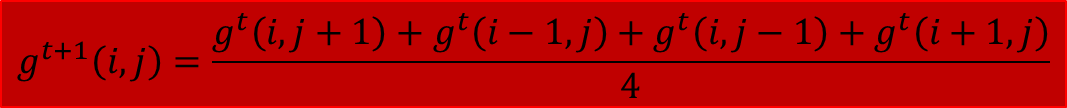 g^{t+1}(i,j) = \frac{g^t(i,j+1) + g^t(i-1,j) + g^t(i,j-1) + g^t(i+1,j)}{4}